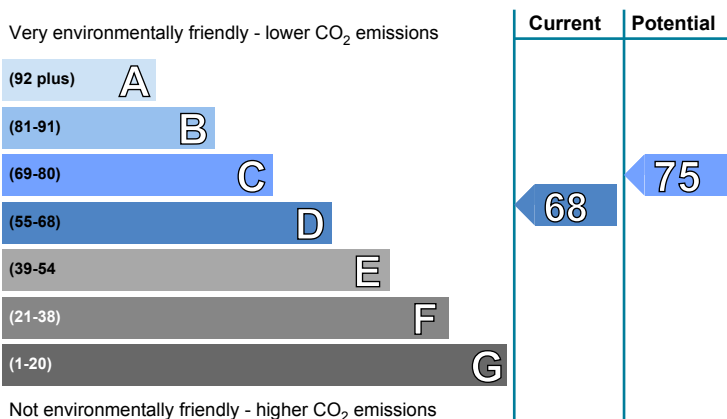 Very environmentally friendly - lower CO₂ emissions
Current
Potential
(92 plus) A
(81-91) B
(69-80) C
(55-68) D
(39-54 E
(21-38) F
(1-20) G
68
75
Not environmentally friendly - higher CO₂ emissions